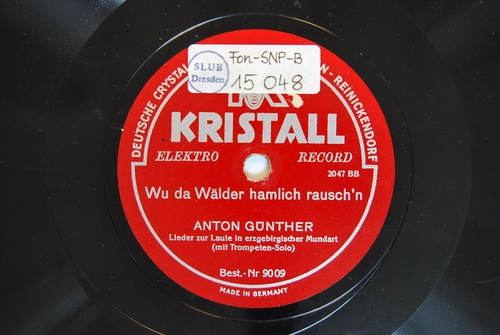 Fon-SNP-B
SLUB
Dresden
15 048
DEUTSCHE CRYSTAL
N - REINICKENDORF
KRISTALL
ELEKTRO RECORD
2047 BB
Wu da Wälder hamlich rausch'n
ANTON GÜNTHER
Lieder zur Laute in erzgebirgischer Mundart
(mit Trompeten-Solo)
Best.-Nr 9009
MADE IN GERMANY